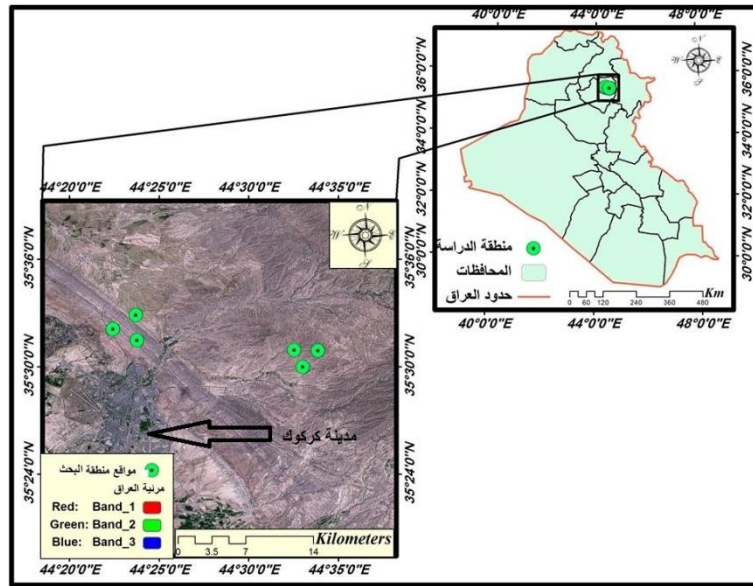 40°0'0"E 44°0'0"E 48°0'0"E
N
W E
S
36°0'0"N 36°0'0"N
34°0'0"N 34°0'0"N
32°0'0"N 32°0'0"N
30°0'0"N 30°0'0"N
منطقة الدراسة
المحافظات
حدود العراق
Km
0 60 120 240 360 480
40°0'0"E 44°0'0"E 48°0'0"E
44°20'0"E 44°25'0"E 44°30'0"E 44°35'0"E
N
W E
S
35°36'0"N 35°36'0"N
35°30'0"N 35°30'0"N
35°24'0"N 35°24'0"N
مدينة كركوك
مواقع منطقة البحث
مرئية العراق
Red: Band_1
Green: Band_2
Blue: Band_3
Kilometers
0 3.5 7 14
44°20'0"E 44°25'0"E 44°30'0"E 44°35'0"E